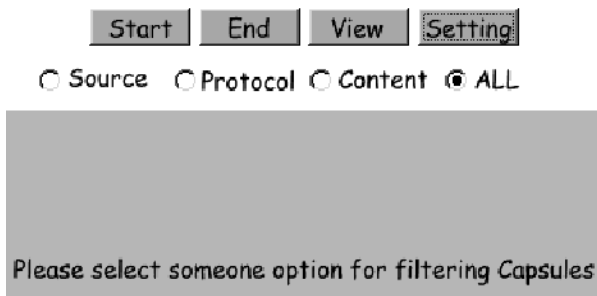 Start End View Setting
Source Protocol Content ALL
Please select someone option for filtering Capsules